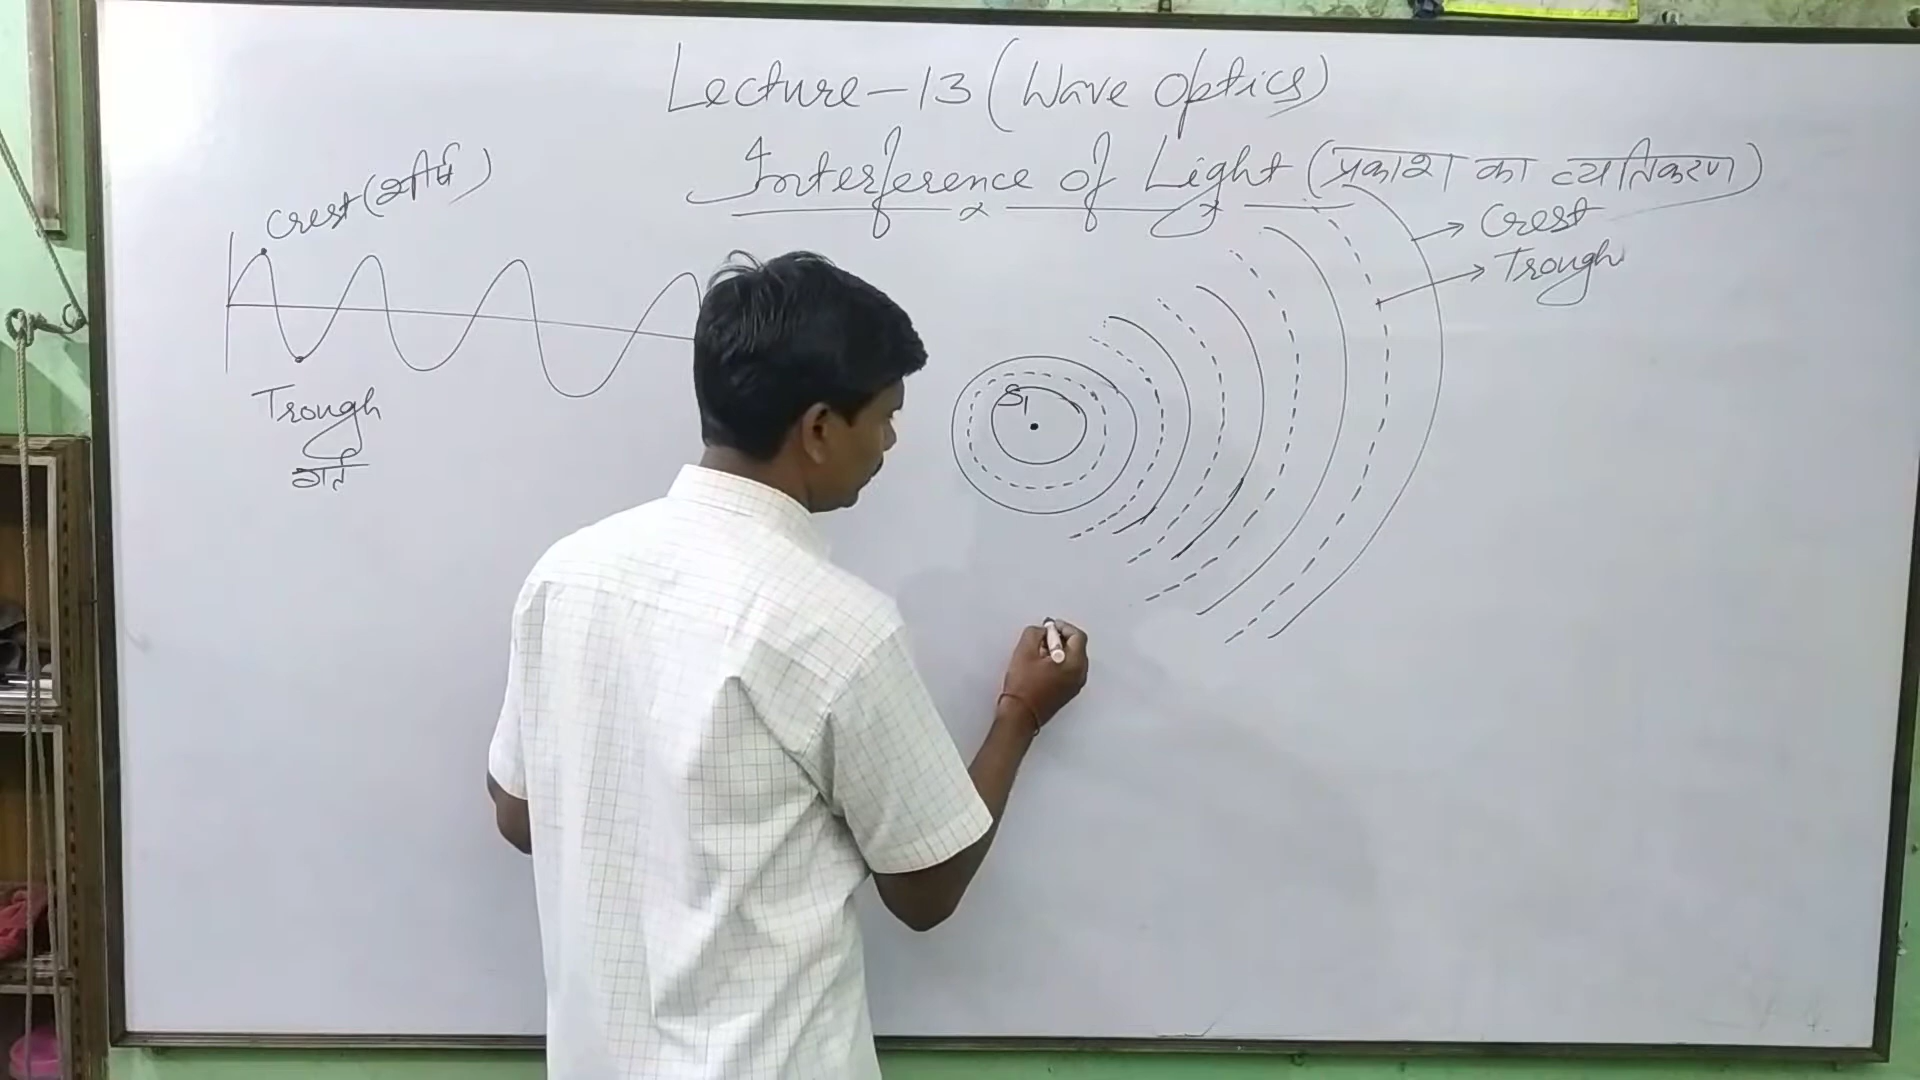 Lecture-13 (Wave Optics)
Interference of Light (प्रकाश का व्यतिकरण)
Crest (शीर्ष)
Trough
गर्त
S1
Crest
Trough